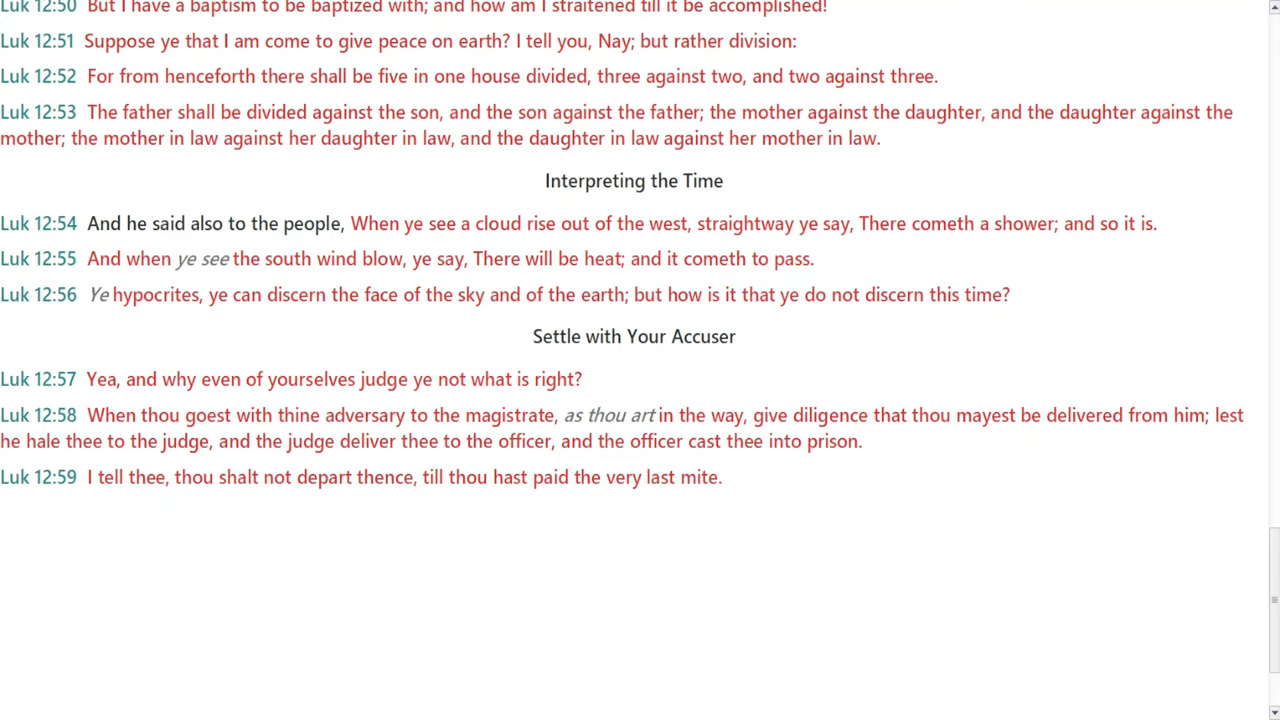 Luk 12:50 But I have a baptism to be baptized with; and how am I straitened till it be accomplished!
Luk 12:51 Suppose ye that I am come to give peace on earth? I tell you, Nay; but rather division:
Luk 12:52 For from henceforth there shall be five in one house divided, three against two, and two against three.
Luk 12:53 The father shall be divided against the son, and the son against the father; the mother against the daughter, and the daughter against the
mother; the mother in law against her daughter in law, and the daughter in law against her mother in law.
Interpreting the Time
Luk 12:54 And he said also to the people, When ye see a cloud rise out of the west, straightway ye say, There cometh a shower; and so it is.
Luk 12:55 And when ye see the south wind blow, ye say, There will be heat; and it cometh to pass.
Luk 12:56 Ye hypocrites, ye can discern the face of the sky and of the earth; but how is it that ye do not discern this time?
Settle with Your Accuser
Luk 12:57 Yea, and why even of yourselves judge ye not what is right?
Luk 12:58 When thou goest with thine adversary to the magistrate, as thou art in the way, give diligence that thou mayest be delivered from him; lest
he hale thee to the judge, and the judge deliver thee to the officer, and the officer cast thee into prison.
Luk 12:59 I tell thee, thou shalt not depart thence, till thou hast paid the very last mite.